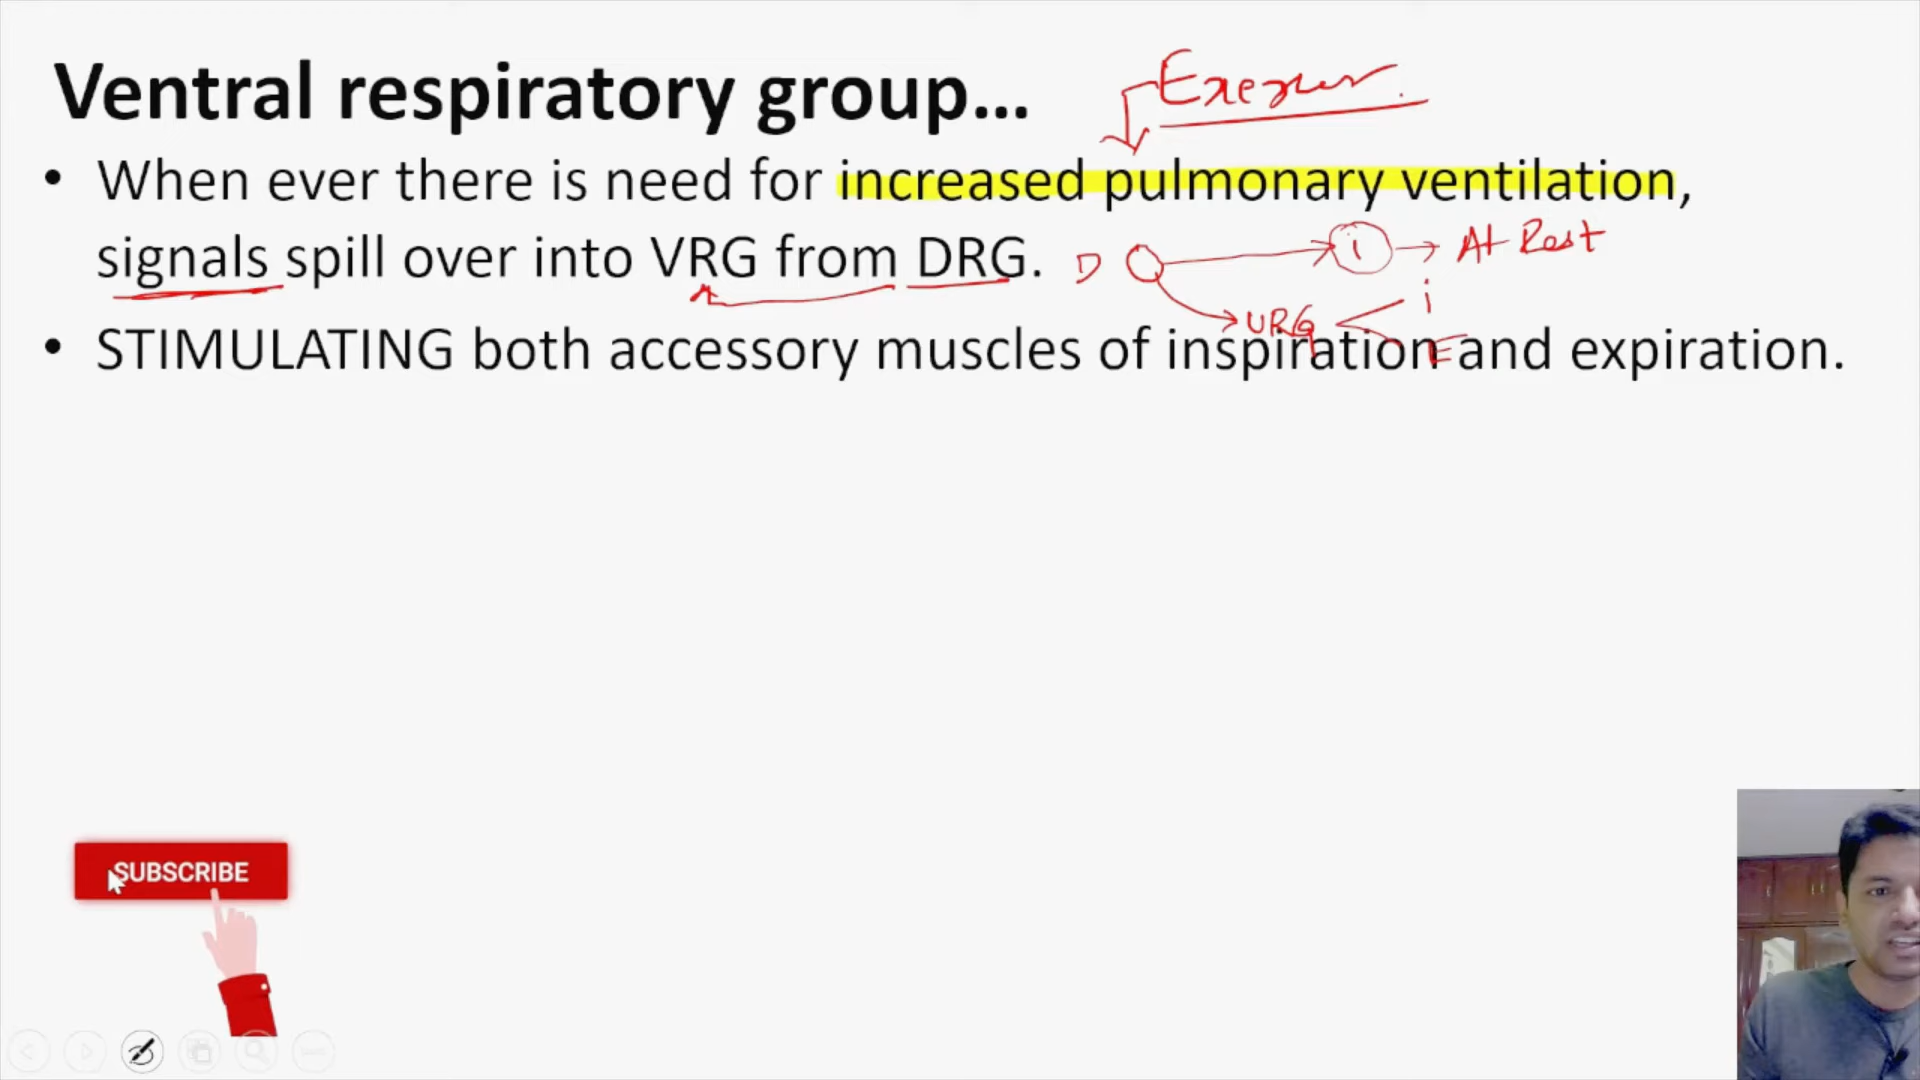 Ventral respiratory group...
Exercise
• When ever there is need for increased pulmonary ventilation,
signals spill over into VRG from DRG.
D i → At Rest
VRG i
E
• STIMULATING both accessory muscles of inspiration and expiration.
SUBSCRIBE